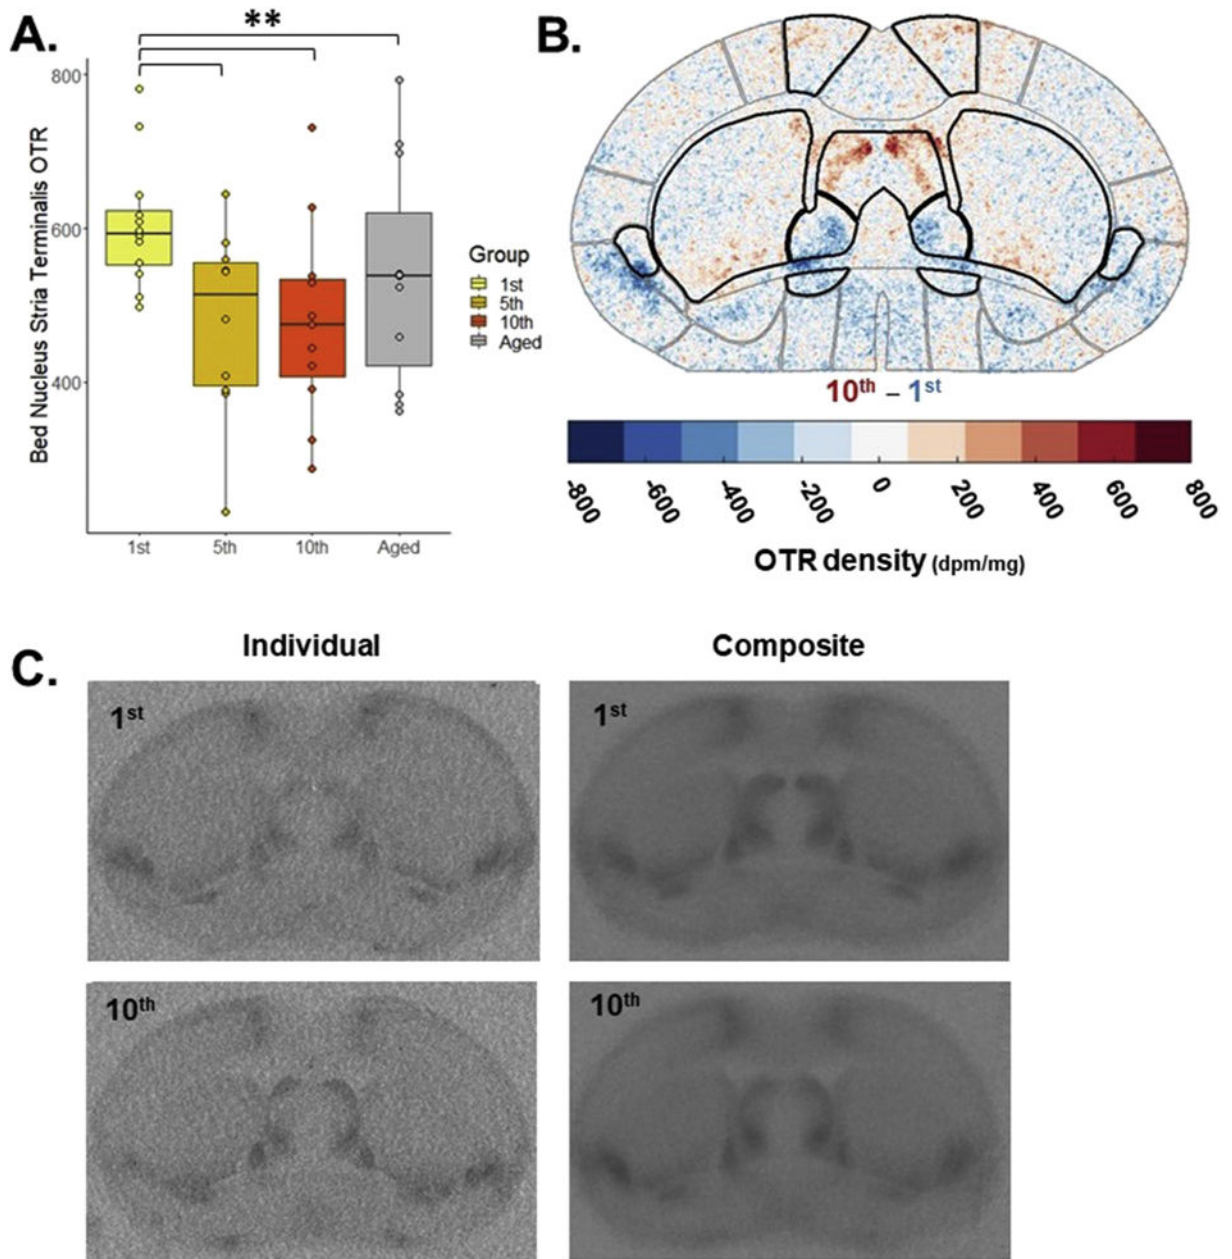 A.
**
Bed Nucleus Stria Terminalis OTR
800
600
400
1st
5th
10th
Aged
Group
1st
5th
10th
Aged
B.
10th – 1st
-800
-600
-400
-200
0
200
400
600
800
OTR density (dpm/mg)
C.
Individual
Composite
1st
1st
10th
10th